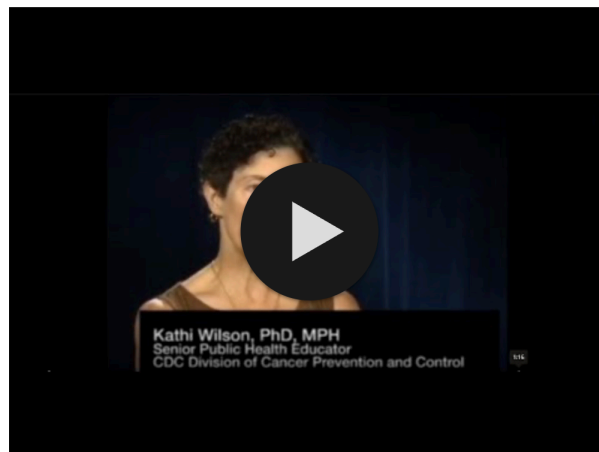 Kathi Wilson, PhD, MPH
Senior Public Health Educator
CDC Division of Cancer Prevention and Control
1:14